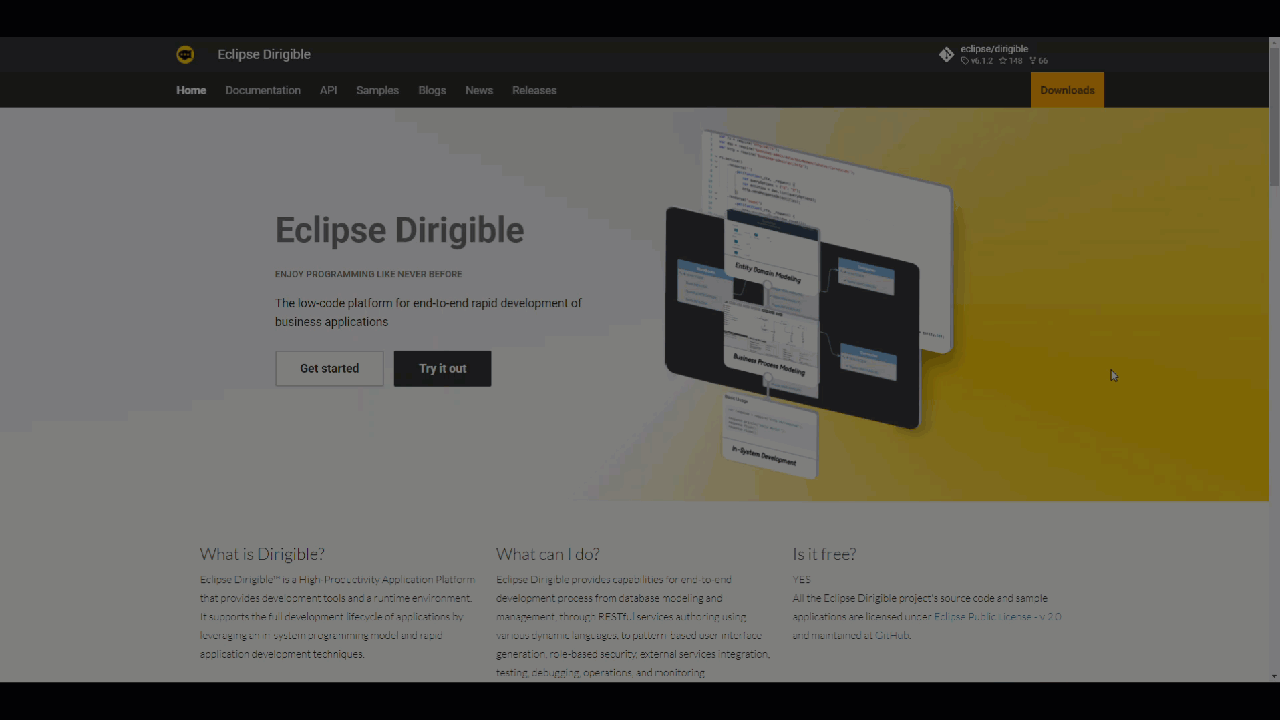 Eclipse Dirigible
eclipse/dirigible
v6.1.2 148 66
Home Documentation API Samples Blogs News Releases Downloads
Eclipse Dirigible
ENJOY PROGRAMMING LIKE NEVER BEFORE
The low-code platform for end-to-end rapid development of
business applications
Get started Try it out
Entity Domain Modeling
Business Process Modeling
In-System Development
What is Dirigible?
Eclipse Dirigible™ is a High-Productivity Application Platform
that provides development tools and a runtime environment.
It supports the full development lifecycle of applications by
leveraging an in-system programming model and rapid
application development techniques.
What can I do?
Eclipse Dirigible provides capabilities for end-to-end
development process from database modeling and
management, through RESTful services authoring using
various dynamic languages, to pattern-based user interface
generation, role-based security, external services integration,
testing, debugging, operations, and monitoring
Is it free?
YES
All the Eclipse Dirigible project's source code and sample
applications are licensed under Eclipse Public License - v 2.0
and maintained at GitHub.